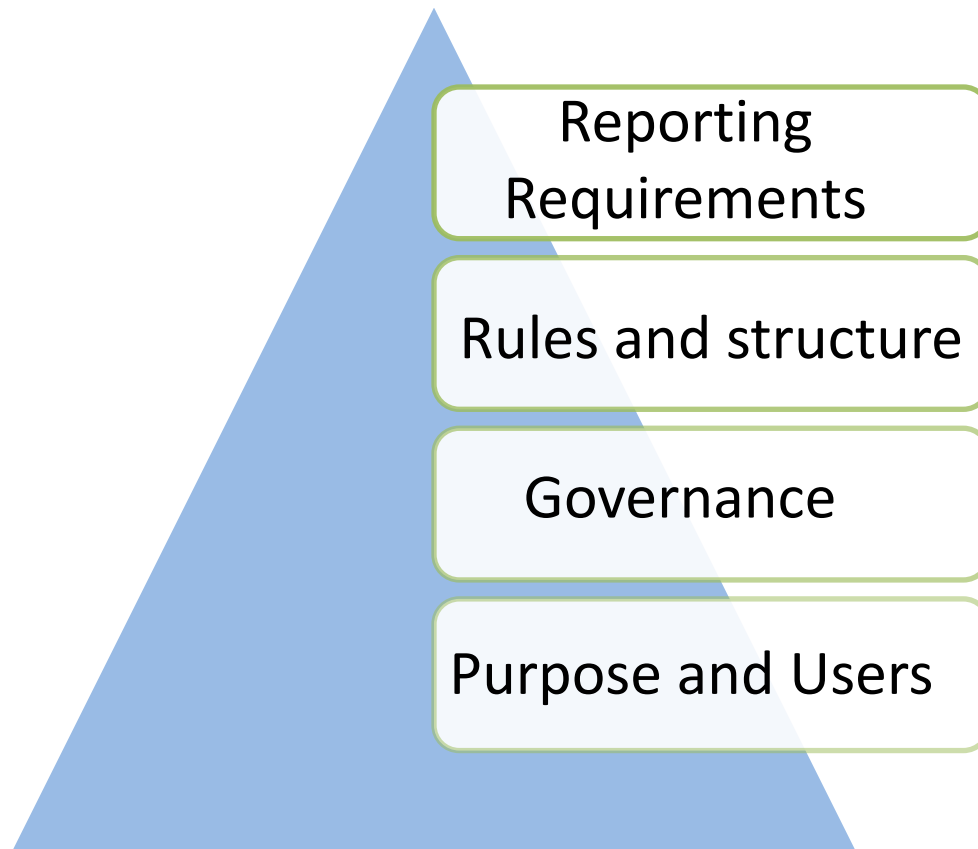 Reporting
Requirements
Rules and structure
Governance
Purpose and Users